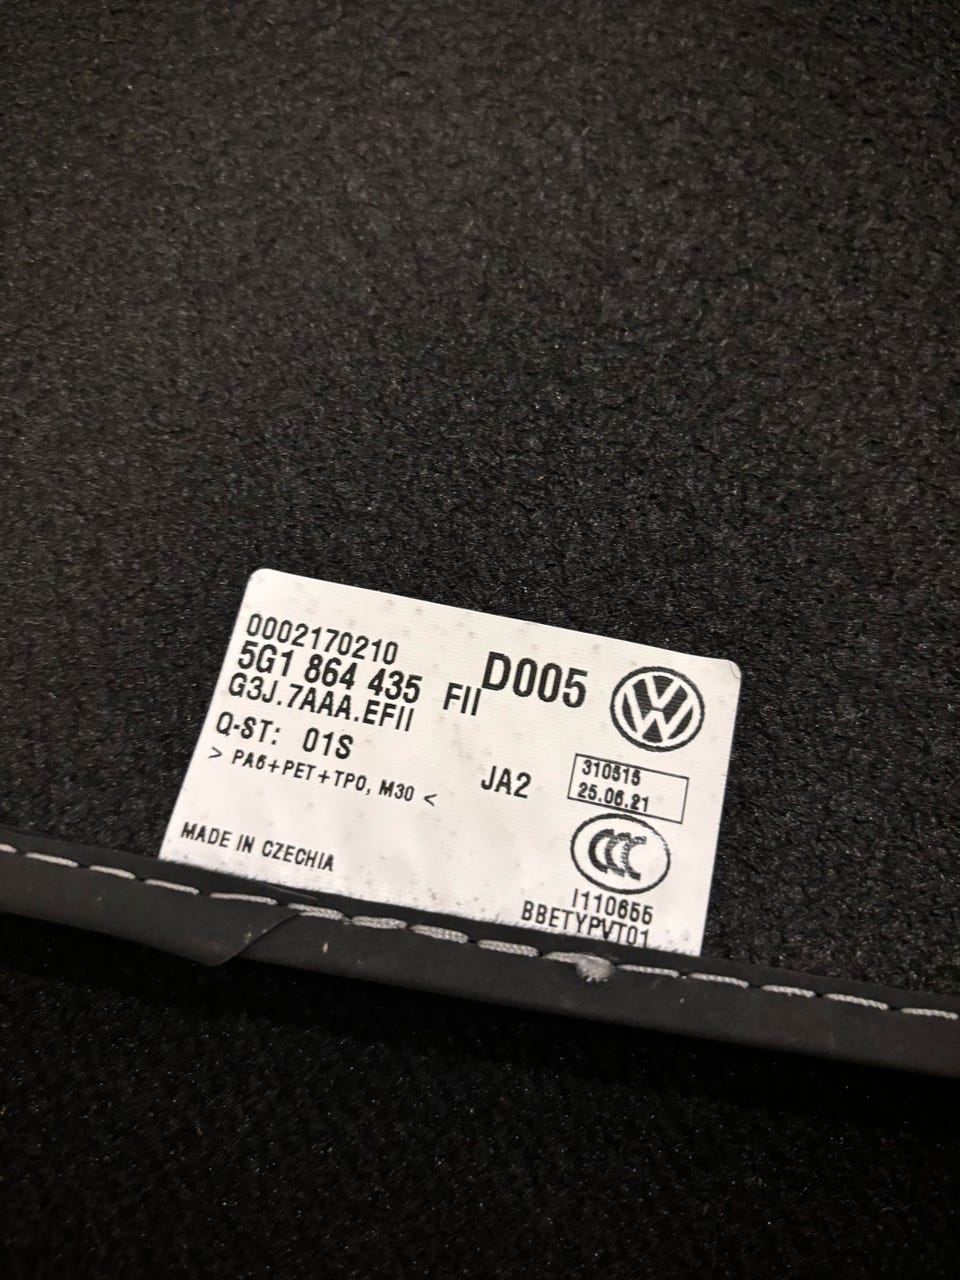 0002170210
5G1 864 435 FII D005
G3J.7AAA.EFII
Q-ST: 01S
> PA6+PET+TPO, M30 <
JA2
310515
25.06.21
MADE IN CZECHIA
CCC
I110655
BBETYPVT01